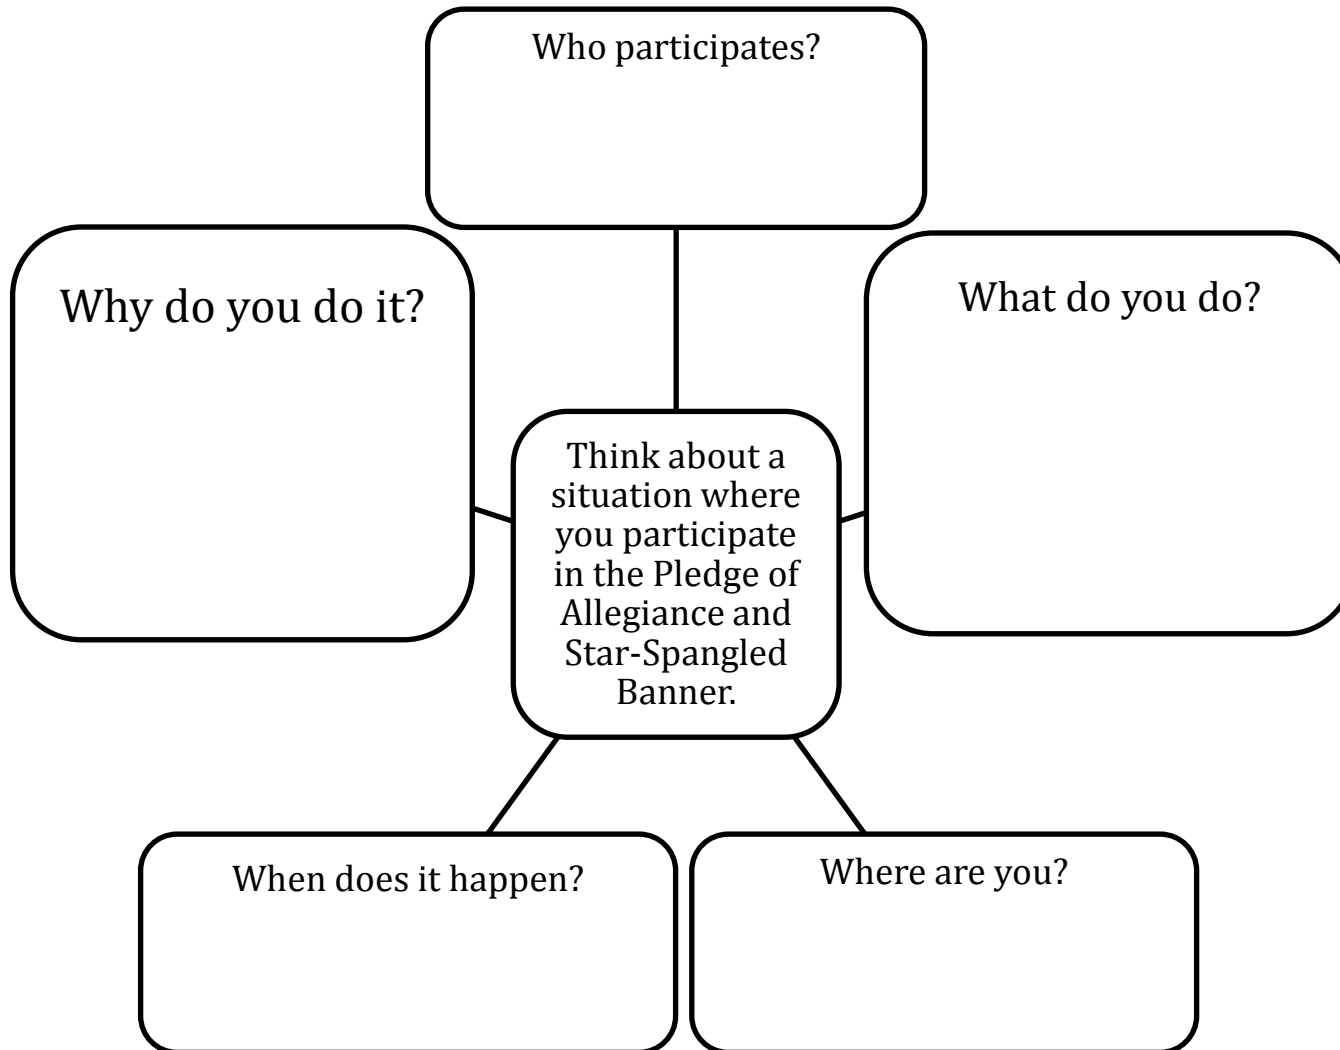 Who participates?
Why do you do it?
What do you do?
Think about a
situation where
you participate
in the Pledge of
Allegiance and
Star-Spangled
Banner.
When does it happen?
Where are you?